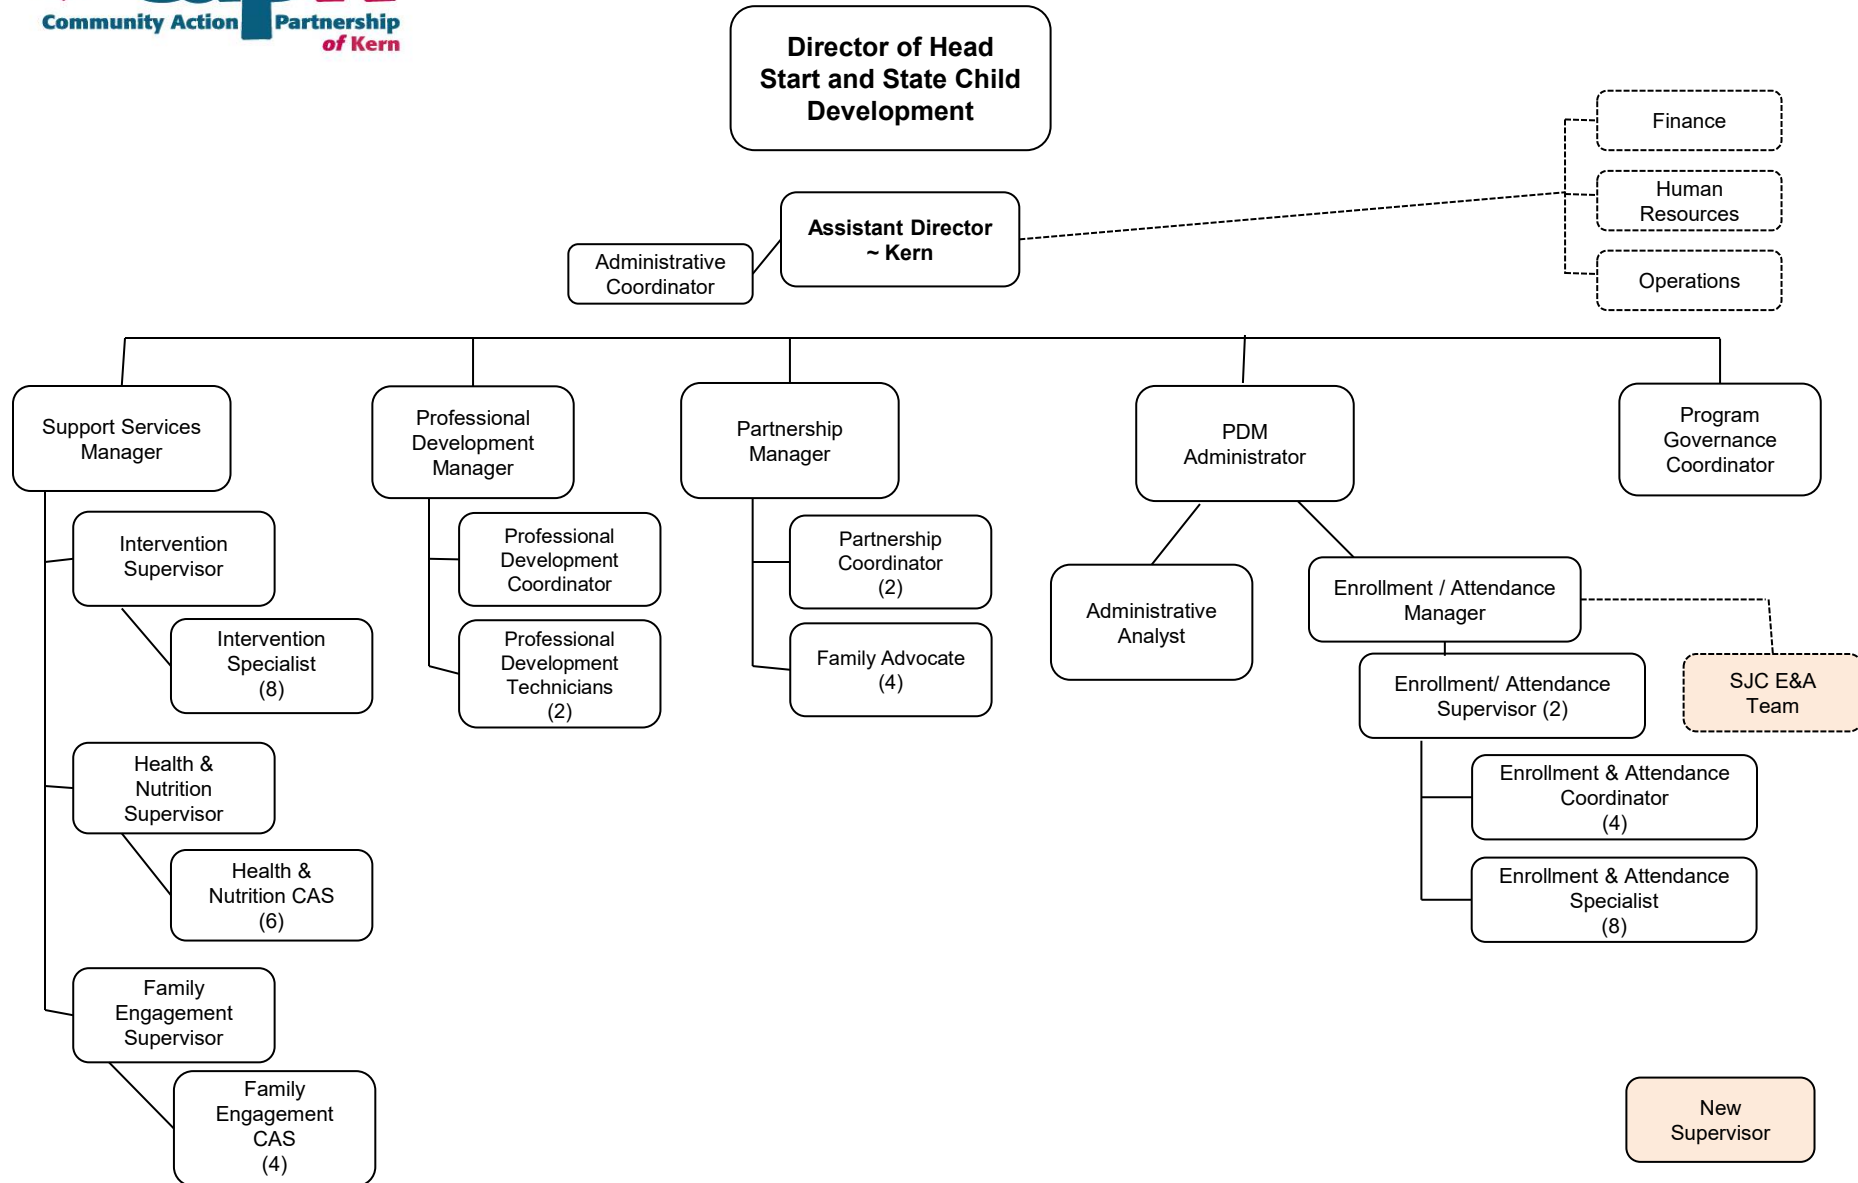 Community Action Partnership
of Kern
Director of Head
Start and State Child
Development
Finance
Human
Resources
Operations
Assistant Director
~ Kern
Administrative
Coordinator
Support Services
Manager
Professional
Development
Manager
Partnership
Manager
PDM
Administrator
Program
Governance
Coordinator
Intervention
Supervisor
Intervention
Specialist
(8)
Health &
Nutrition
Supervisor
Health &
Nutrition CAS
(6)
Family
Engagement
Supervisor
Family
Engagement
CAS
(4)
Professional
Development
Coordinator
Professional
Development
Technicians
(2)
Partnership
Coordinator
(2)
Family Advocate
(4)
Administrative
Analyst
Enrollment / Attendance
Manager
Enrollment/ Attendance
Supervisor (2)
SJC E&A
Team
Enrollment & Attendance
Coordinator
(4)
Enrollment & Attendance
Specialist
(8)
New
Supervisor